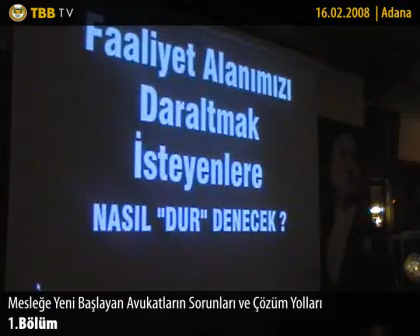 TBB TV
16.02.2008 | Adana
Faaliyet Alanımızı
Daraltmak
İsteyenlere
NASIL "DUR" DENECEK ?
Mesleğe Yeni Başlayan Avukatların Sorunları ve Çözüm Yolları
1.Bölüm